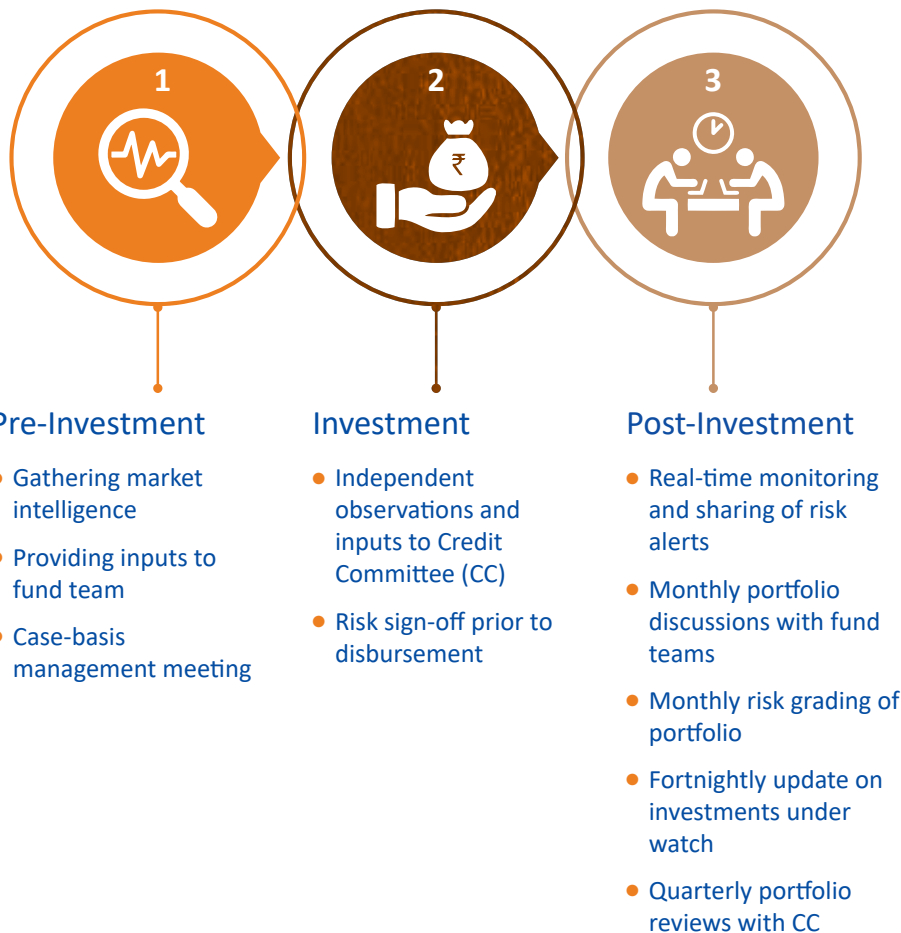 1
2
3
₹
Pre-Investment
Gathering market
intelligence
Providing inputs to
fund team
Case-basis
management meeting
Investment
Independent
observations and
inputs to Credit
Committee (CC)
Risk sign-off prior to
disbursement
Post-Investment
Real-time monitoring
and sharing of risk
alerts
Monthly portfolio
discussions with fund
teams
Monthly risk grading of
portfolio
Fortnightly update on
investments under
watch
Quarterly portfolio
reviews with CC